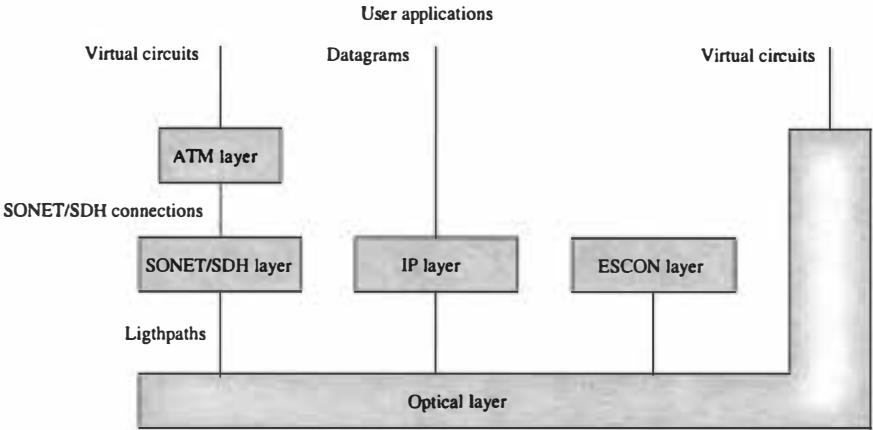 User applications
Virtual circuits
Datagrams
Virtual circuits
ATM layer
SONET/SDH connections
SONET/SDH layer
IP layer
ESCON layer
Ligthpaths
Optical layer